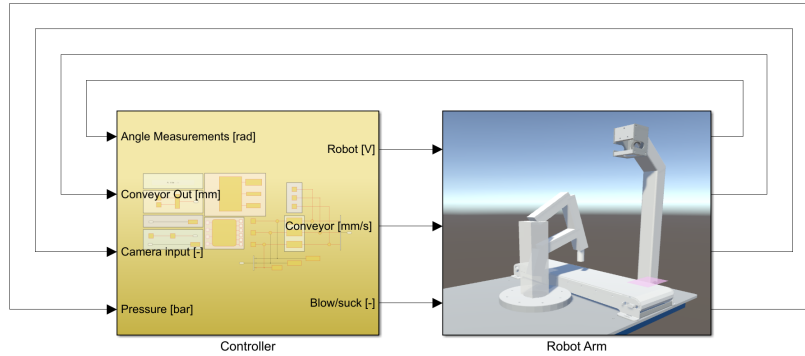 Angle Measurements [rad]
Robot [V]
Conveyor Out [mm]
Conveyor [mm/s]
Camera input [-]
Pressure [bar]
Blow/suck [-]
Controller
Robot Arm